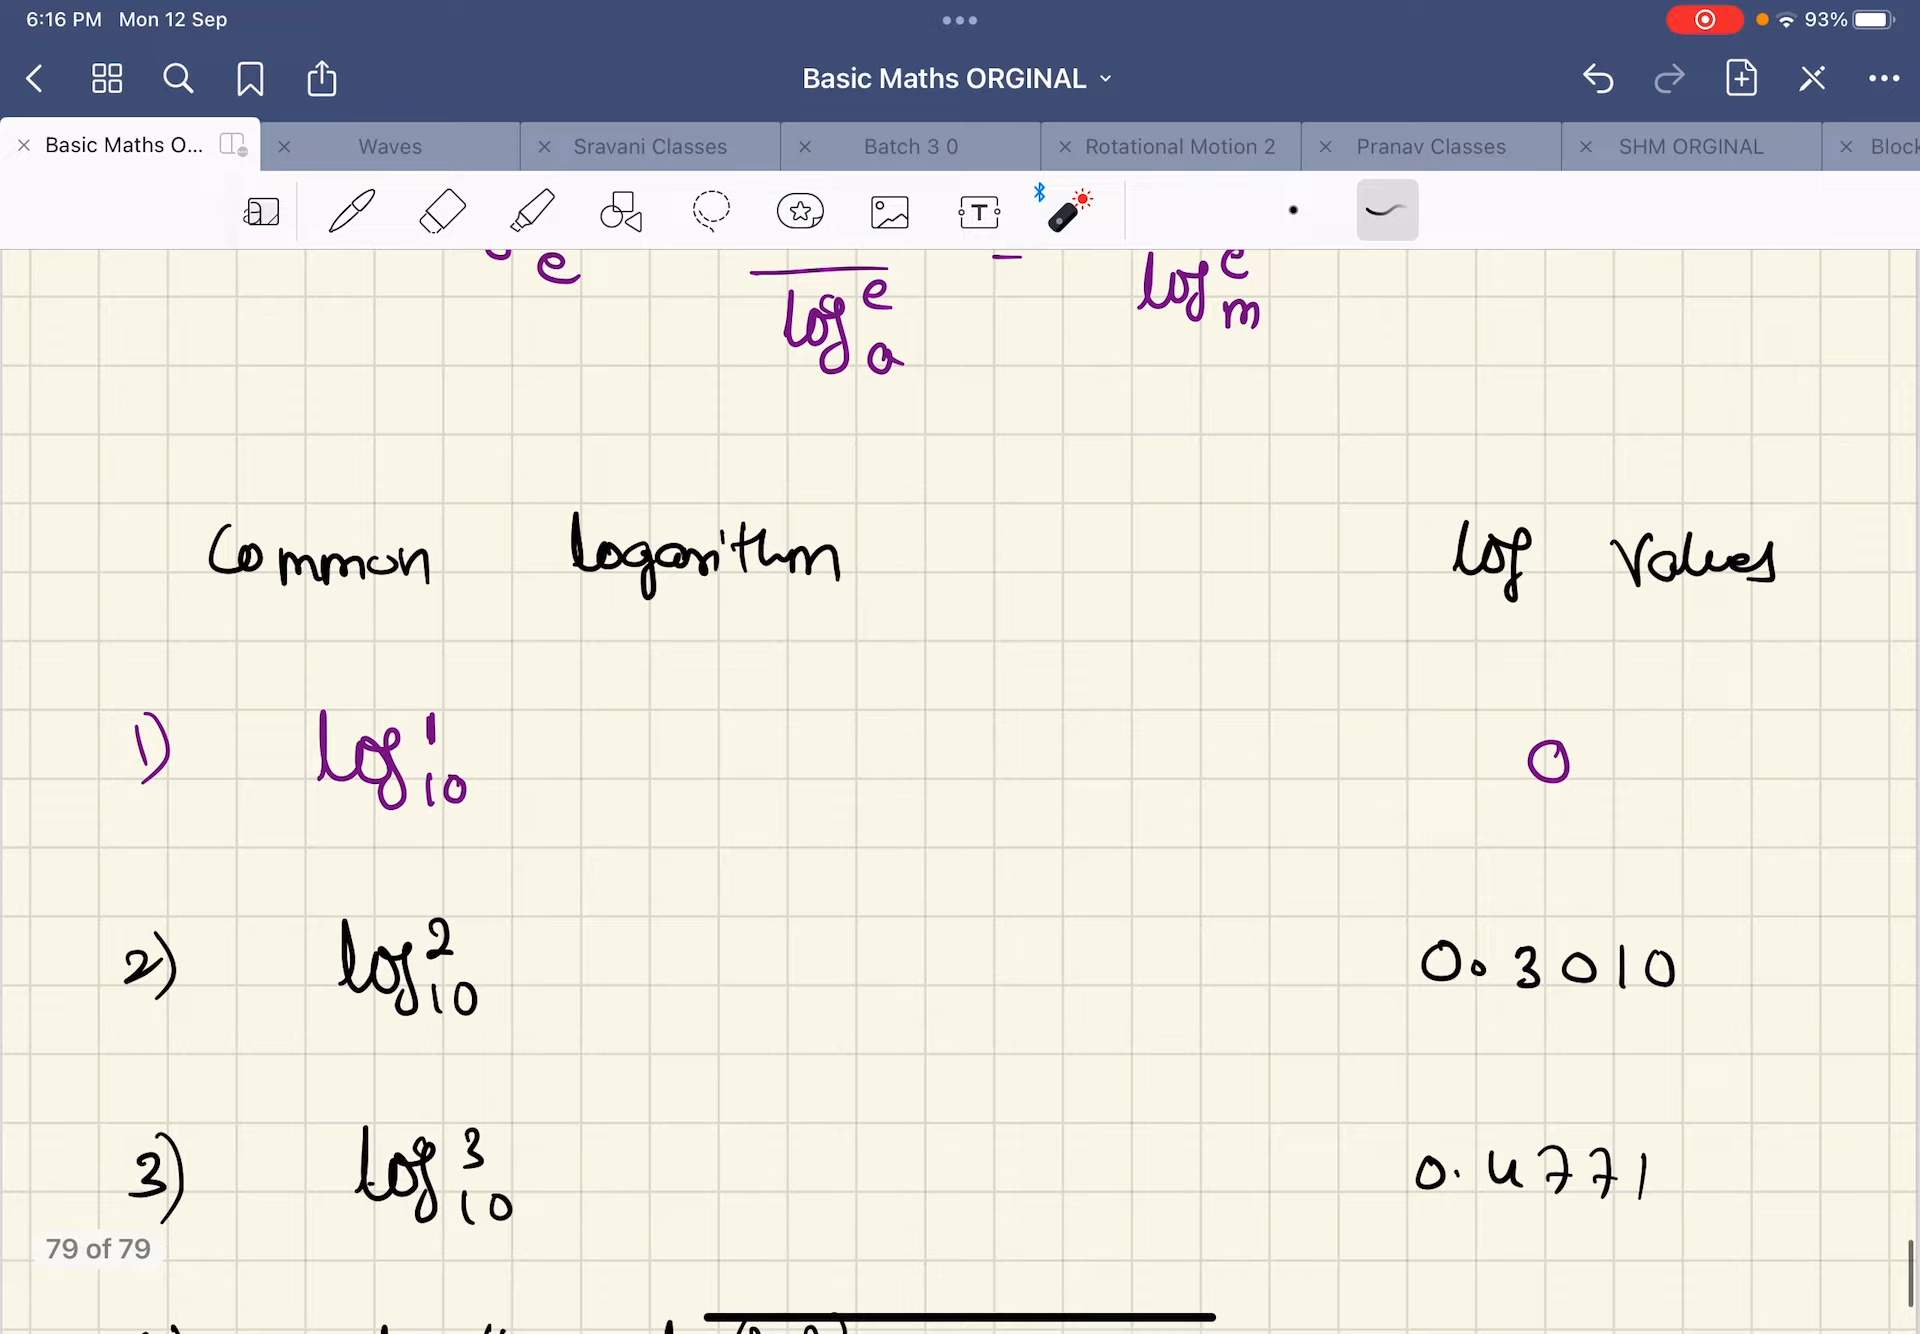 6:16 PM Mon 12 Sep 93%
Basic Maths ORGINAL
Basic Maths O... Waves Sravani Classes Batch 3 0 Rotational Motion 2 Pranav Classes SHM ORGINAL Block
e
log e a = log e m
Common logarithm log Values
1) log 1 10 0
2) log 2 10 0.3010
3) log 3 10 0.4771
79 of 79